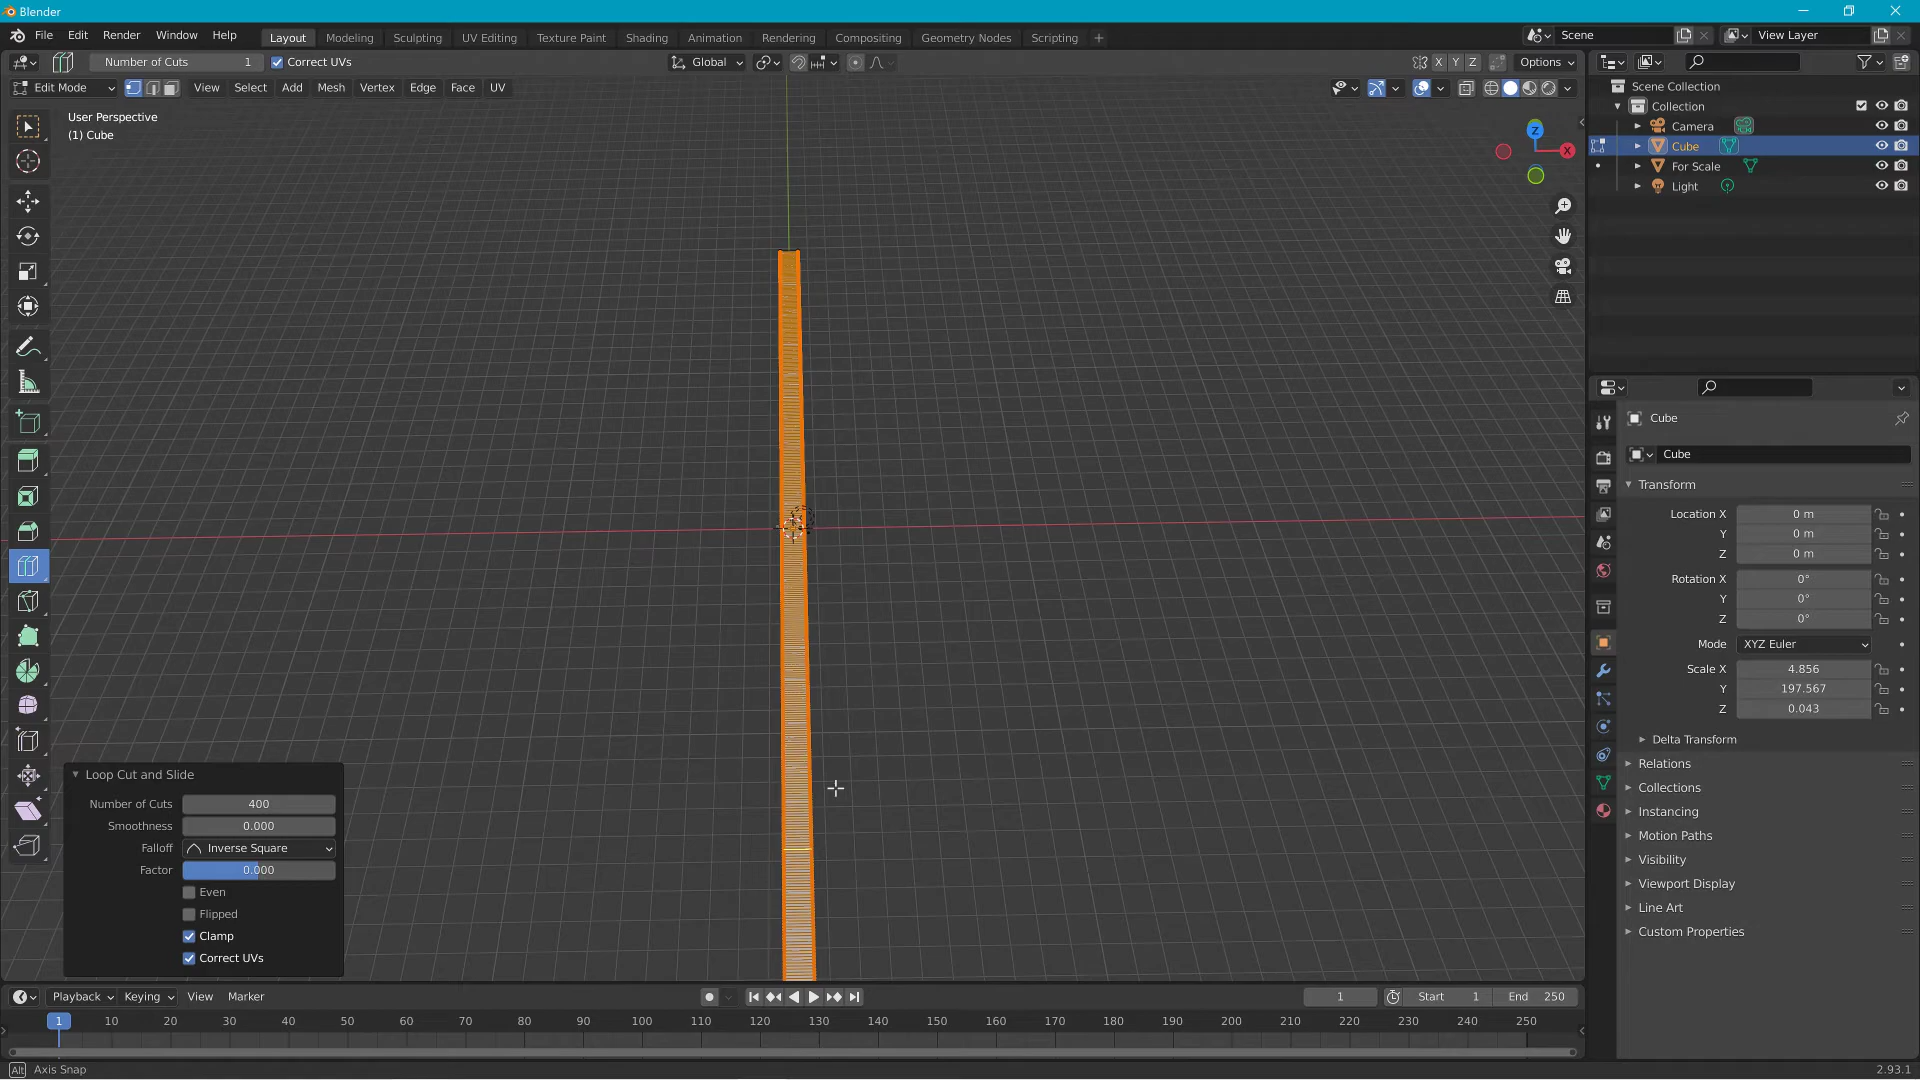 Blender
File Edit Render Window Help Layout Modeling Sculpting UV Editing Texture Paint Shading Animation Rendering Compositing Geometry Nodes Scripting + Scene View Layer
Number of Cuts 1 Correct UVs Global X Y Z Options
Edit Mode View Select Add Mesh Vertex Edge Face UV
User Perspective
(1) Cube
Z
X
Scene Collection
Collection
Camera
Cube
For Scale
Light
Cube
Cube
Transform
Location X 0 m
Y 0 m
Z 0 m
Rotation X 0°
Y 0°
Z 0°
Mode XYZ Euler
Scale X 4.856
Y 197.567
Z 0.043
Delta Transform
Relations
Collections
Instancing
Motion Paths
Visibility
Viewport Display
Line Art
Custom Properties
Loop Cut and Slide
Number of Cuts 400
Smoothness 0.000
Falloff Inverse Square
Factor 0.000
Even
Flipped
Clamp
Correct UVs
Playback Keying View Marker 1 Start 1 End 250
1 10 20 30 40 50 60 70 80 90 100 110 120 130 140 150 160 170 180 190 200 210 220 230 240 250
Alt Axis Snap 2.93.1